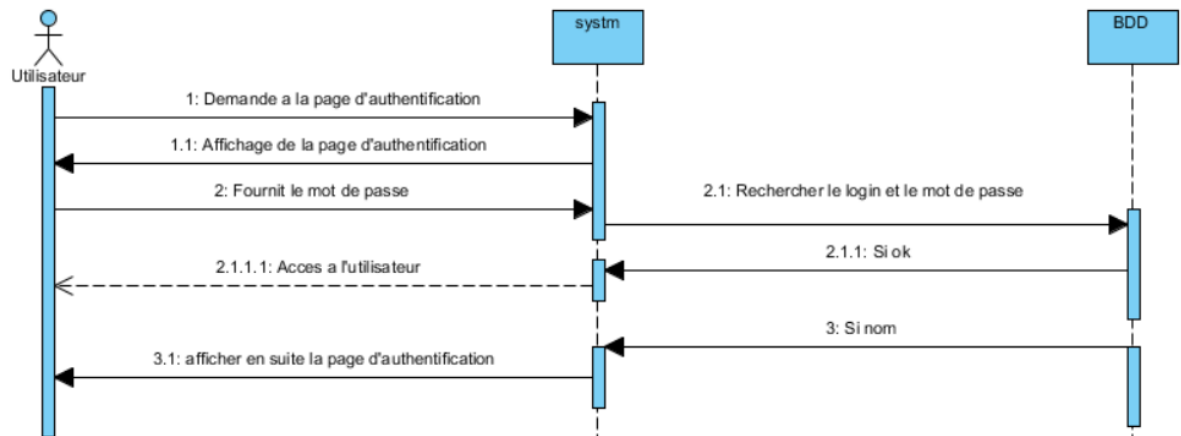 systm
BDD
Utilisateur
1: Demande a la page d'authentification
1.1: Affichage de la page d'authentification
2: Fournit le mot de passe
2.1: Rechercher le login et le mot de passe
2.1.1: Si ok
2.1.1.1: Acces a l'utilisateur
3: Si nom
3.1: afficher en suite la page d'authentification